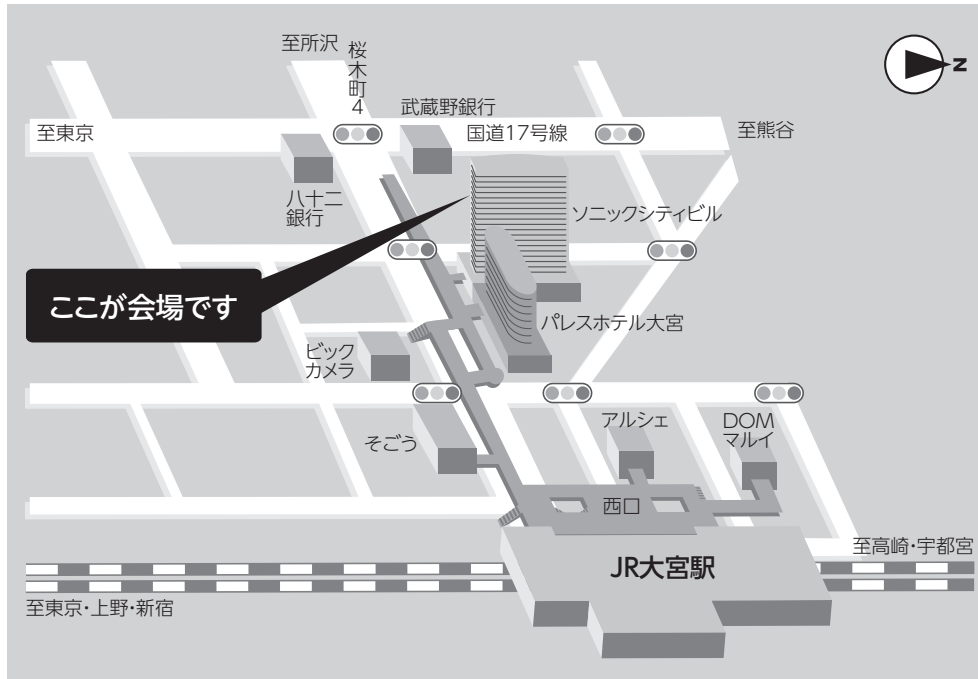 至所沢
桜木町4
N
至東京
武蔵野銀行
国道17号線
至熊谷
八十二
銀行
ソニックシティビル
ここが会場です
パレスホテル大宮
ビック
カメラ
アルシェ
DOM
マルイ
そごう
西口
至高崎・宇都宮
JR大宮駅
至東京・上野・新宿